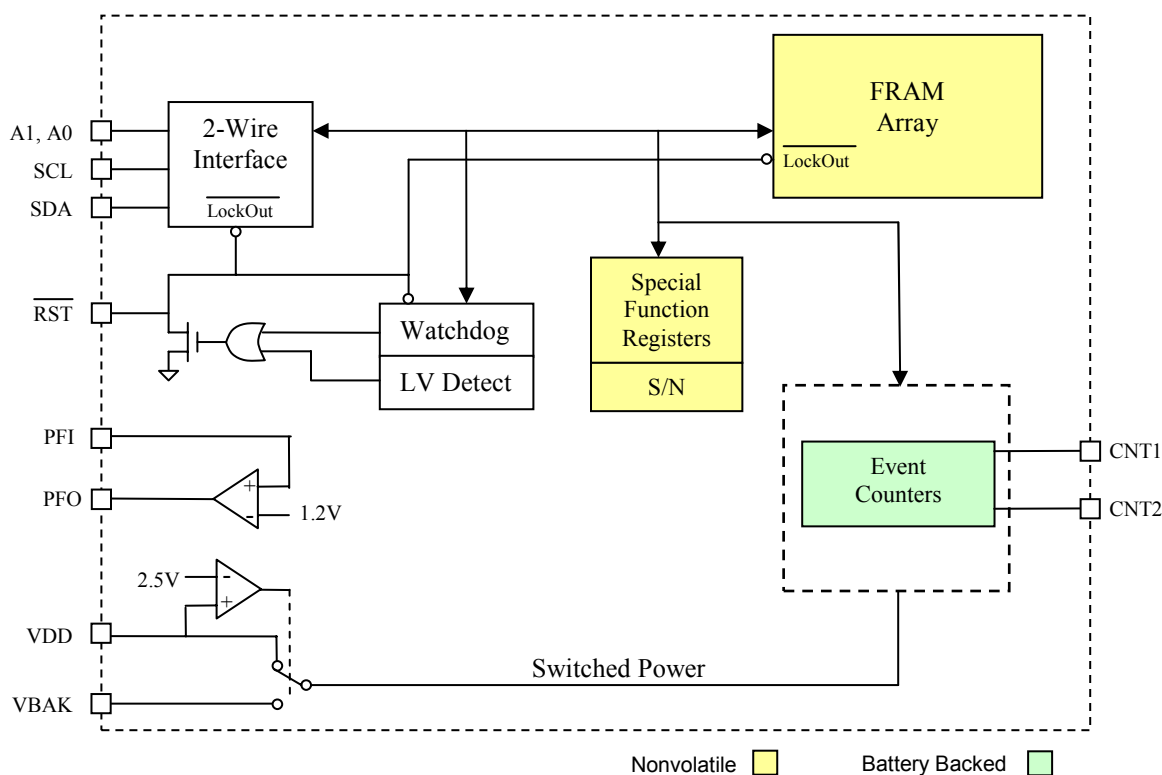 FRAM
Array
LockOut
A1, A0
SCL
SDA
2-Wire
Interface
LockOut
RST
Watchdog
LV Detect
Special
Function
Registers
S/N
PFI
PFO
+
-
1.2V
Event
Counters
CNT1
CNT2
2.5V
-
+
VDD
VBAK
Switched Power
Nonvolatile
Battery Backed